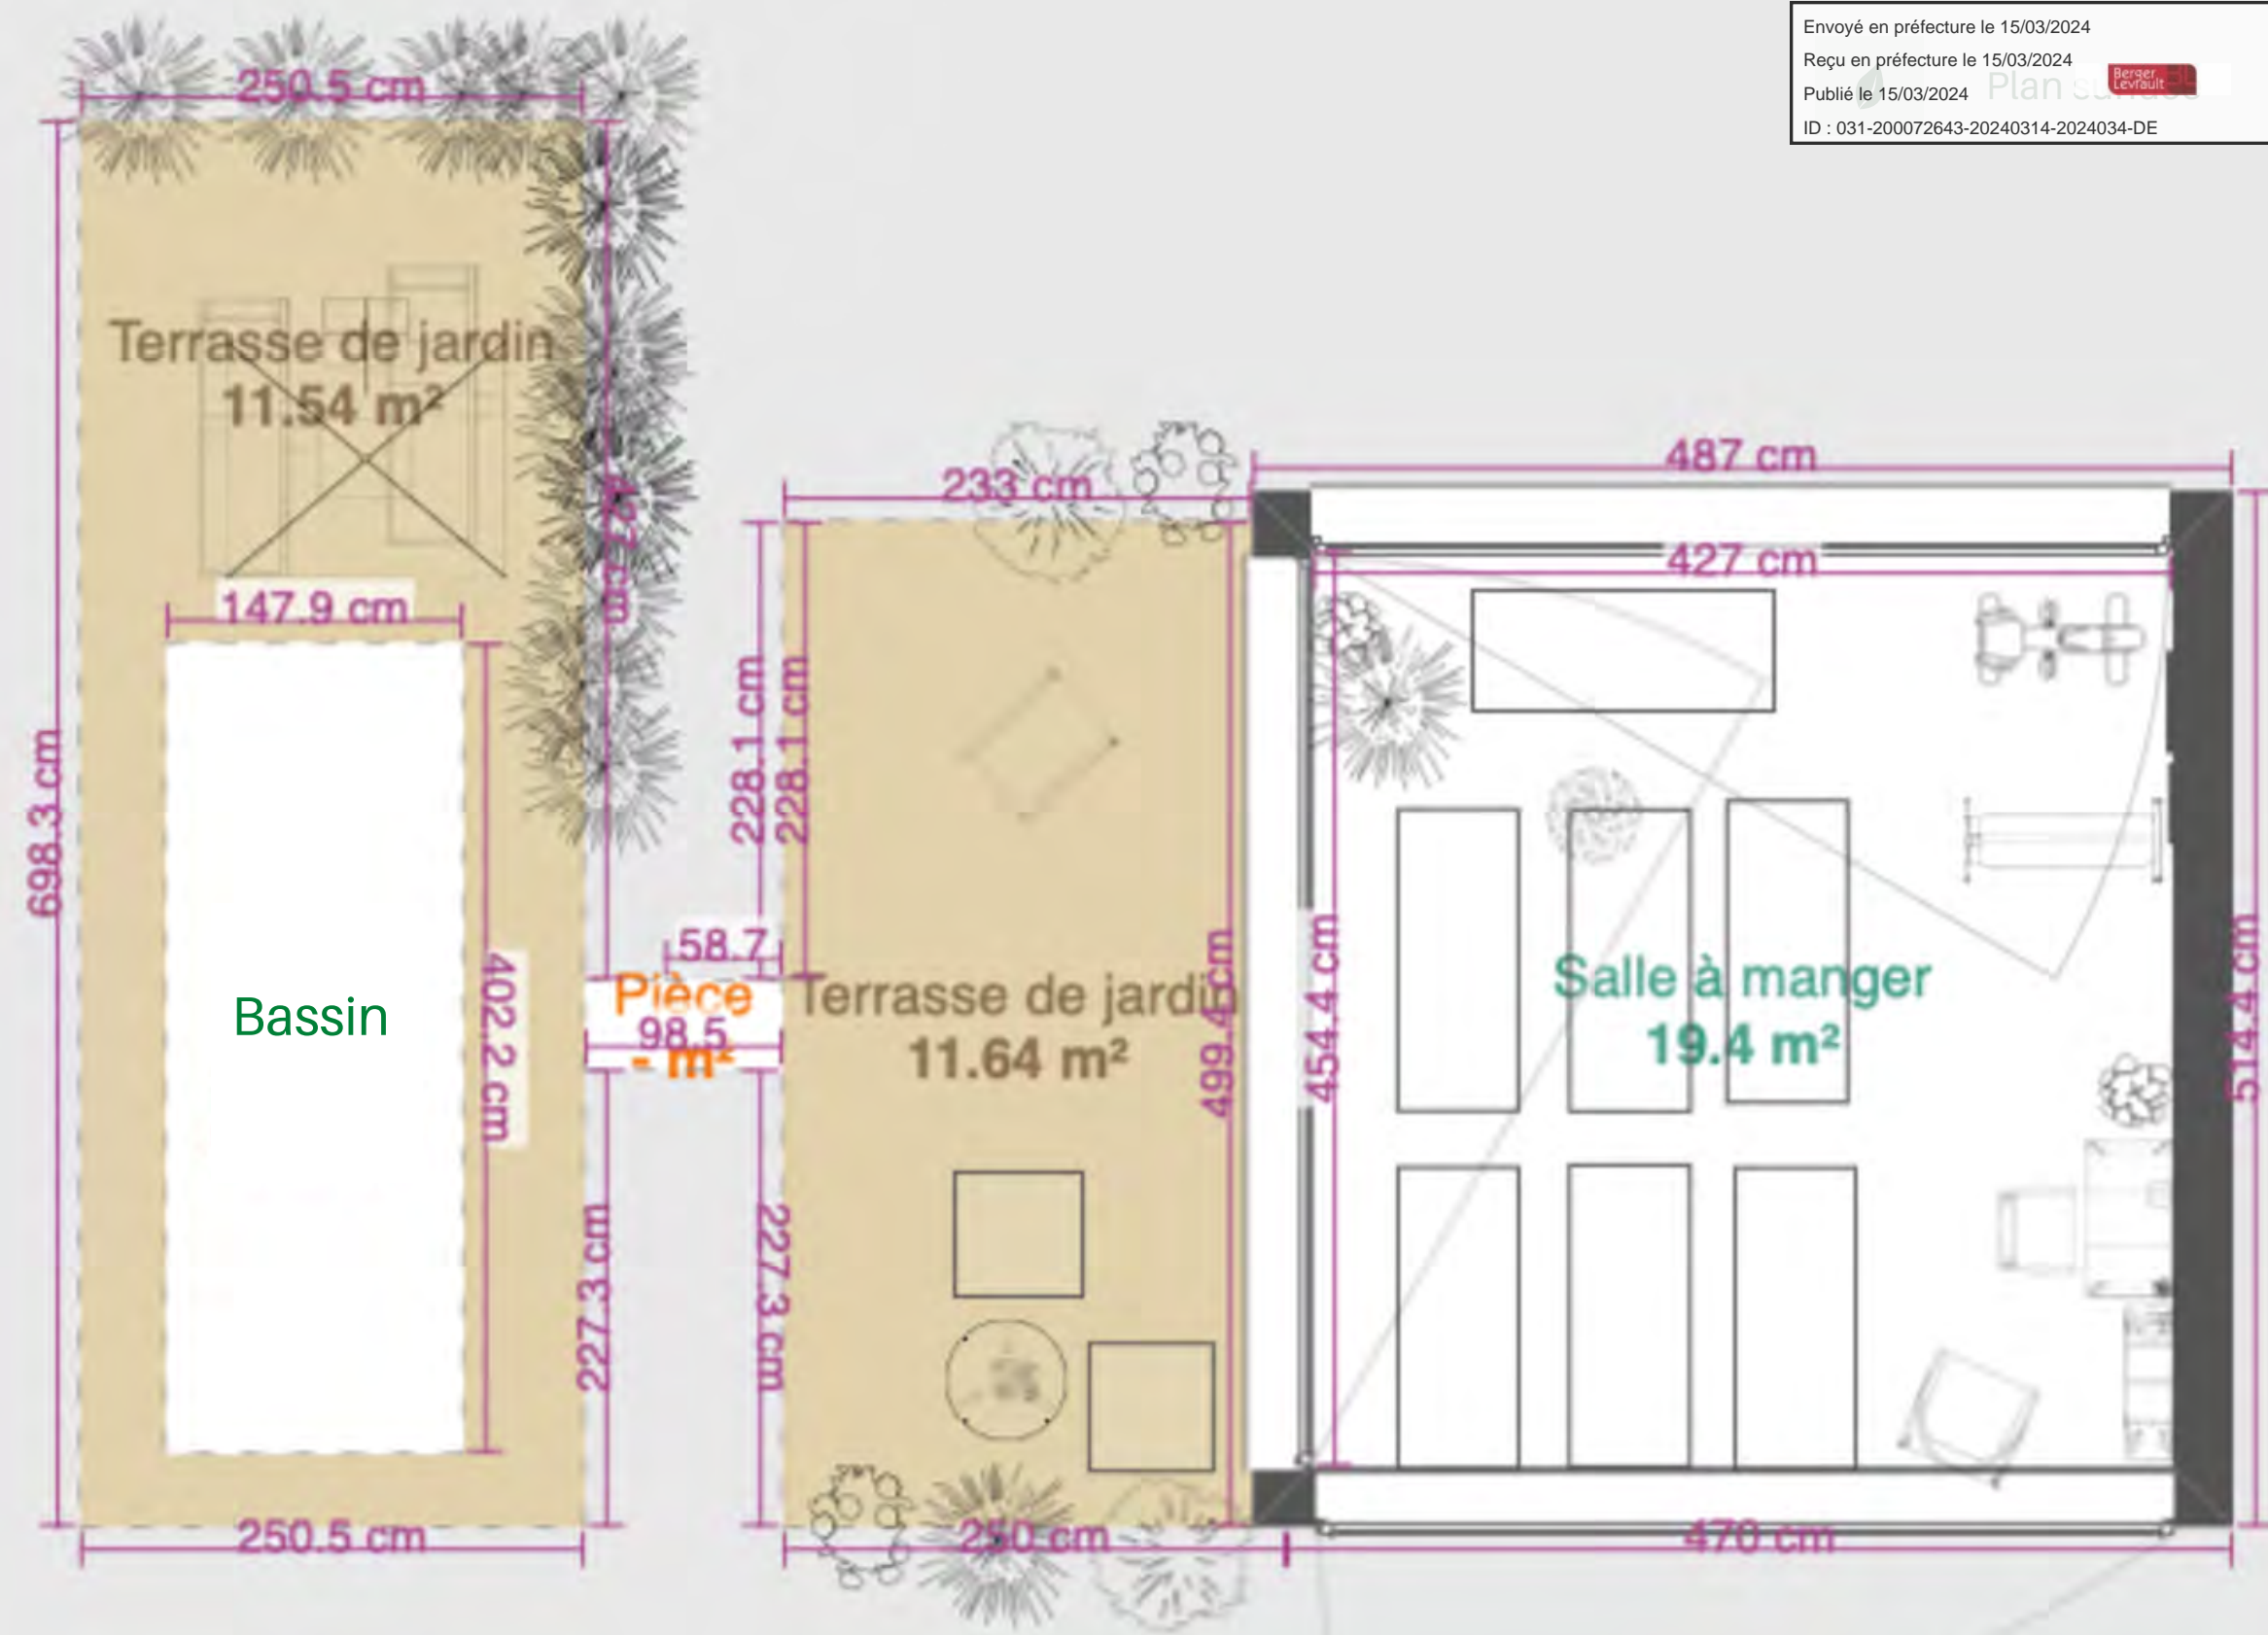 Envoyé en préfecture le 15/03/2024
Reçu en préfecture le 15/03/2024
Publié le 15/03/2024
Berger
Levrault
Plan
ID : 031-200072643-20240314-2024034-DE
250.5 cm
Terrasse de jardin
11.54 m²
427 cm
147.9 cm
698.3 cm
Bassin
402.2 cm
227.3 cm
250.5 cm
58.7
Pièce
98.5
- m²
228.1 cm
228.1 cm
227.3 cm
233 cm
Terrasse de jardin
11.64 m²
499.4 cm
250 cm
487 cm
427 cm
454.4 cm
Salle à manger
19.4 m²
514.4 cm
470 cm